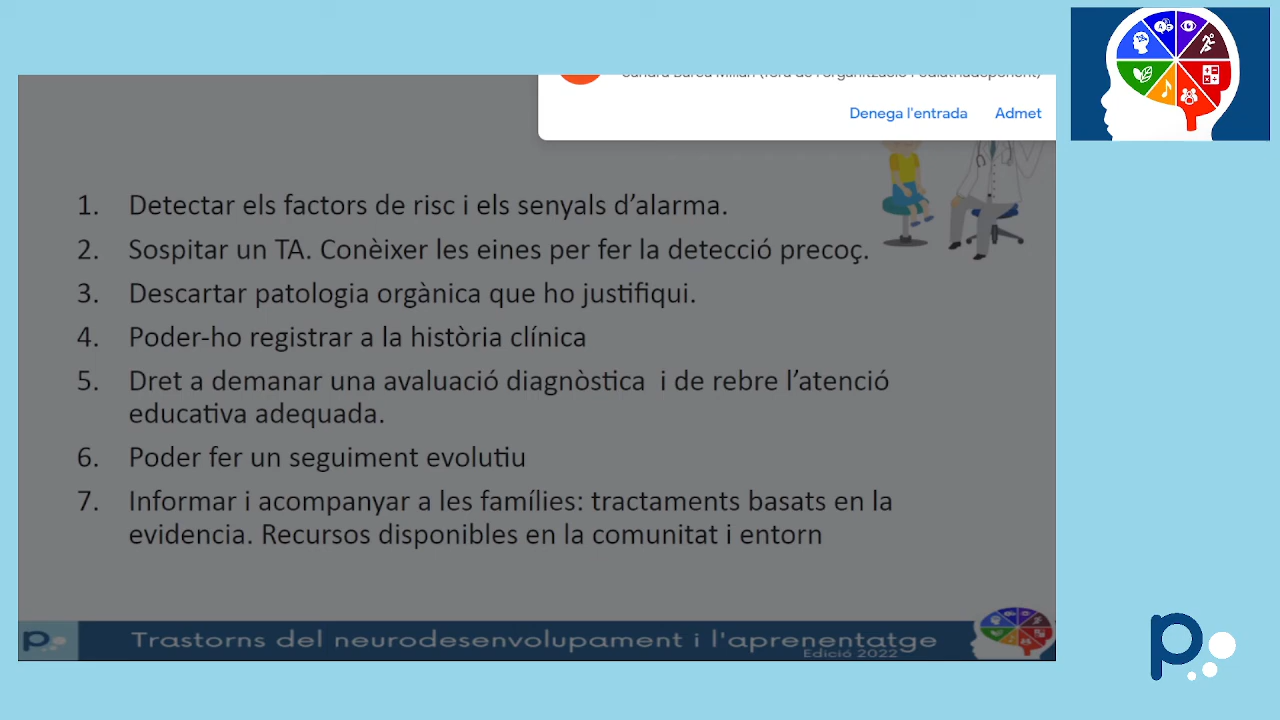 Denega l'entrada Admet
1. Detectar els factors de risc i els senyals d’alarma.
2. Sospitar un TA. Conèixer les eines per fer la detecció precoç.
3. Descartar patologia orgànica que ho justifiqui.
4. Poder-ho registrar a la història clínica
5. Dret a demanar una avaluació diagnòstica i de rebre l’atenció
educativa adequada.
6. Poder fer un seguiment evolutiu
7. Informar i acompanyar a les famílies: tractaments basats en la
evidencia. Recursos disponibles en la comunitat i entorn
p
Trastorns del neurodesenvolupament i l'aprenentatge
Edició 2022
p